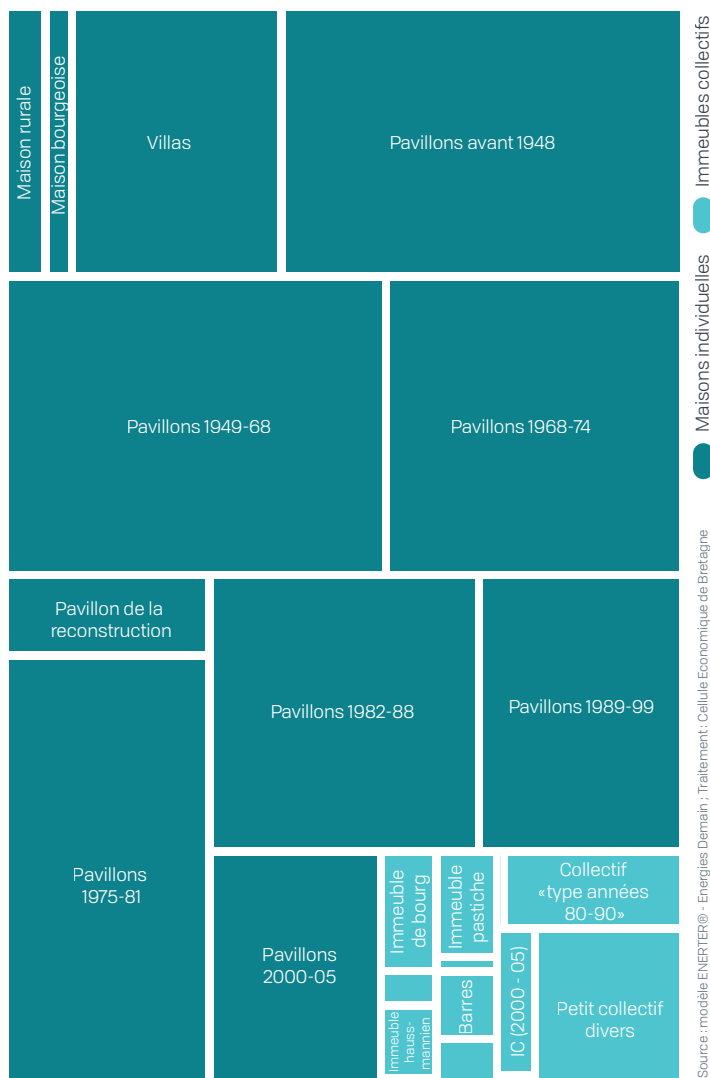 Maison rurale
Maison bourgeoise
Villas
Pavillons avant 1948
Pavillons 1949-68
Pavillons 1968-74
Pavillon de la
reconstruction
Pavillons 1982-88
Pavillons 1989-99
Pavillons
1975-81
Pavillons
2000-05
Immeuble
de bourg
Immeuble
pastiche
Collectif
«type années
80-90»
Immeuble
hauss-
mannien
Barres
IC (2000 - 05)
Petit collectif
divers
Maisons individuelles
Immeubles collectifs
Source : modèle ENERTER® - Energies Demain ; Traitement : Cellule Economique de Bretagne